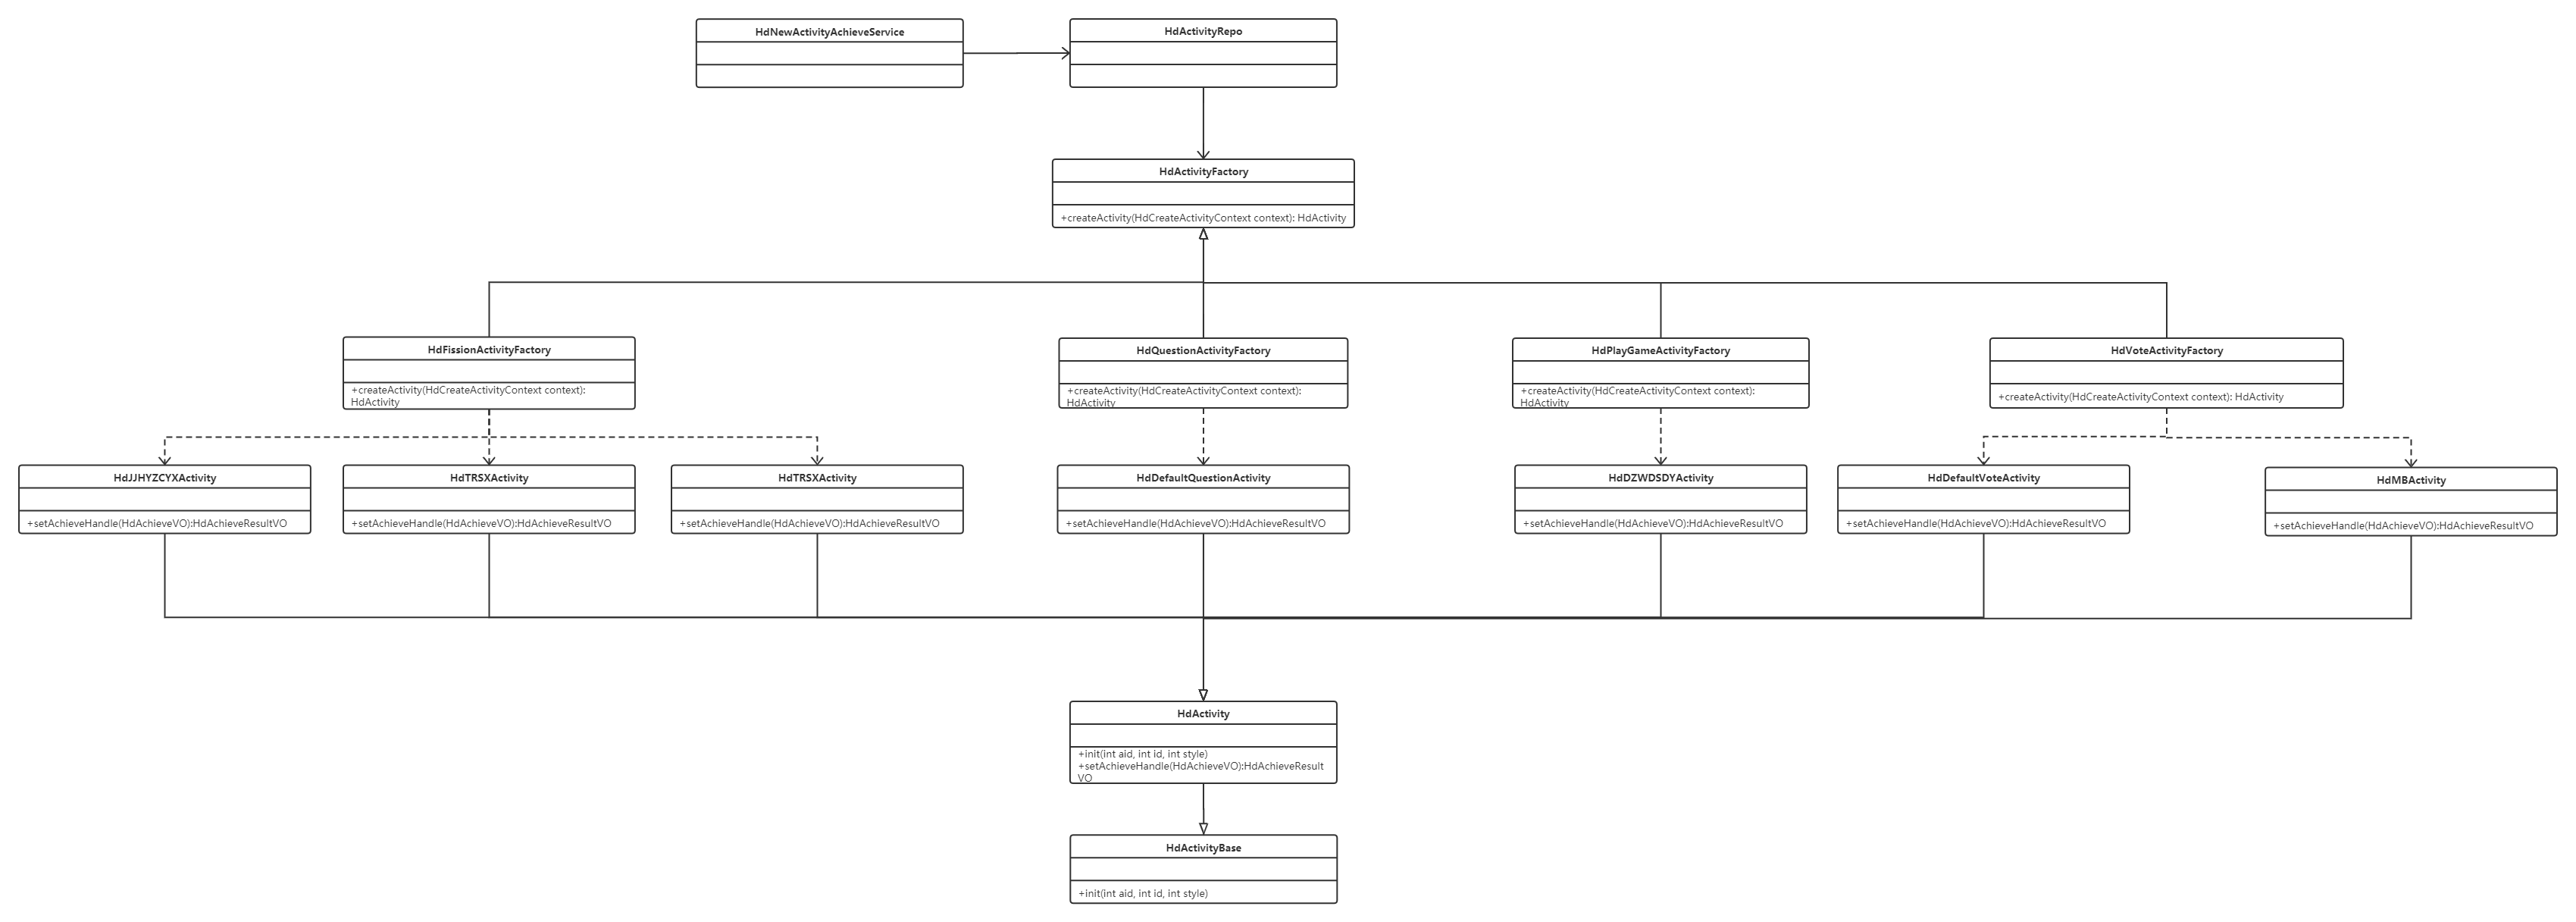 HdNewActivityAchieveService
HdActivityRepo
HdActivityFactory
+createActivity(HdCreateActivityContext context): HdActivity
HdFissionActivityFactory
+createActivity(HdCreateActivityContext context):
HdActivity
HdQuestionActivityFactory
+createActivity(HdCreateActivityContext context):
HdActivity
HdPlayGameActivityFactory
+createActivity(HdCreateActivityContext context):
HdActivity
HdVoteActivityFactory
+createActivity(HdCreateActivityContext context): HdActivity
HdJJHYZCYXActivity
+setAchieveHandle(HdAchieveVO):HdAchieveResultVO
HdTRSXActivity
+setAchieveHandle(HdAchieveVO):HdAchieveResultVO
HdTRSXActivity
+setAchieveHandle(HdAchieveVO):HdAchieveResultVO
HdDefaultQuestionActivity
+setAchieveHandle(HdAchieveVO):HdAchieveResultVO
HdDZWDSDYActivity
+setAchieveHandle(HdAchieveVO):HdAchieveResultVO
HdDefaultVoteActivity
+setAchieveHandle(HdAchieveVO):HdAchieveResultVO
HdMBActivity
+setAchieveHandle(HdAchieveVO):HdAchieveResultVO
HdActivity
+init(int aid, int id, int style)
+setAchieveHandle(HdAchieveVO):HdAchieveResult
VO
HdActivityBase
+init(int aid, int id, int style)